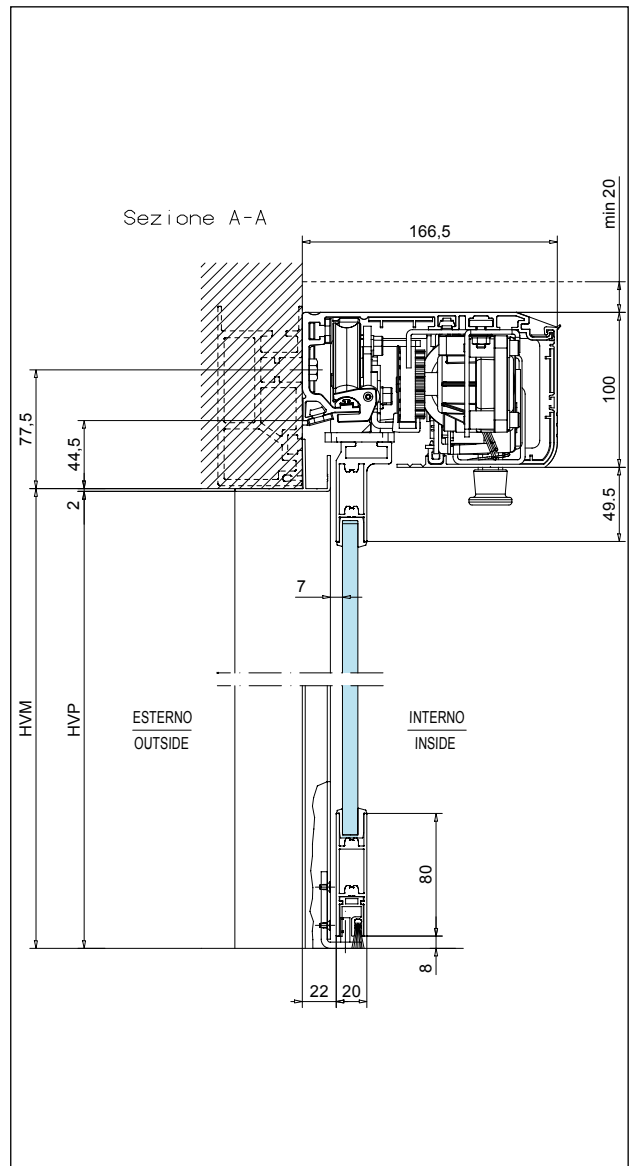 Sezione A-A
166,5
min 20
100
77,5
44,5
2
49.5
7
HVM
HVP
ESTERNO
OUTSIDE
INTERNO
INSIDE
80
8
22
20